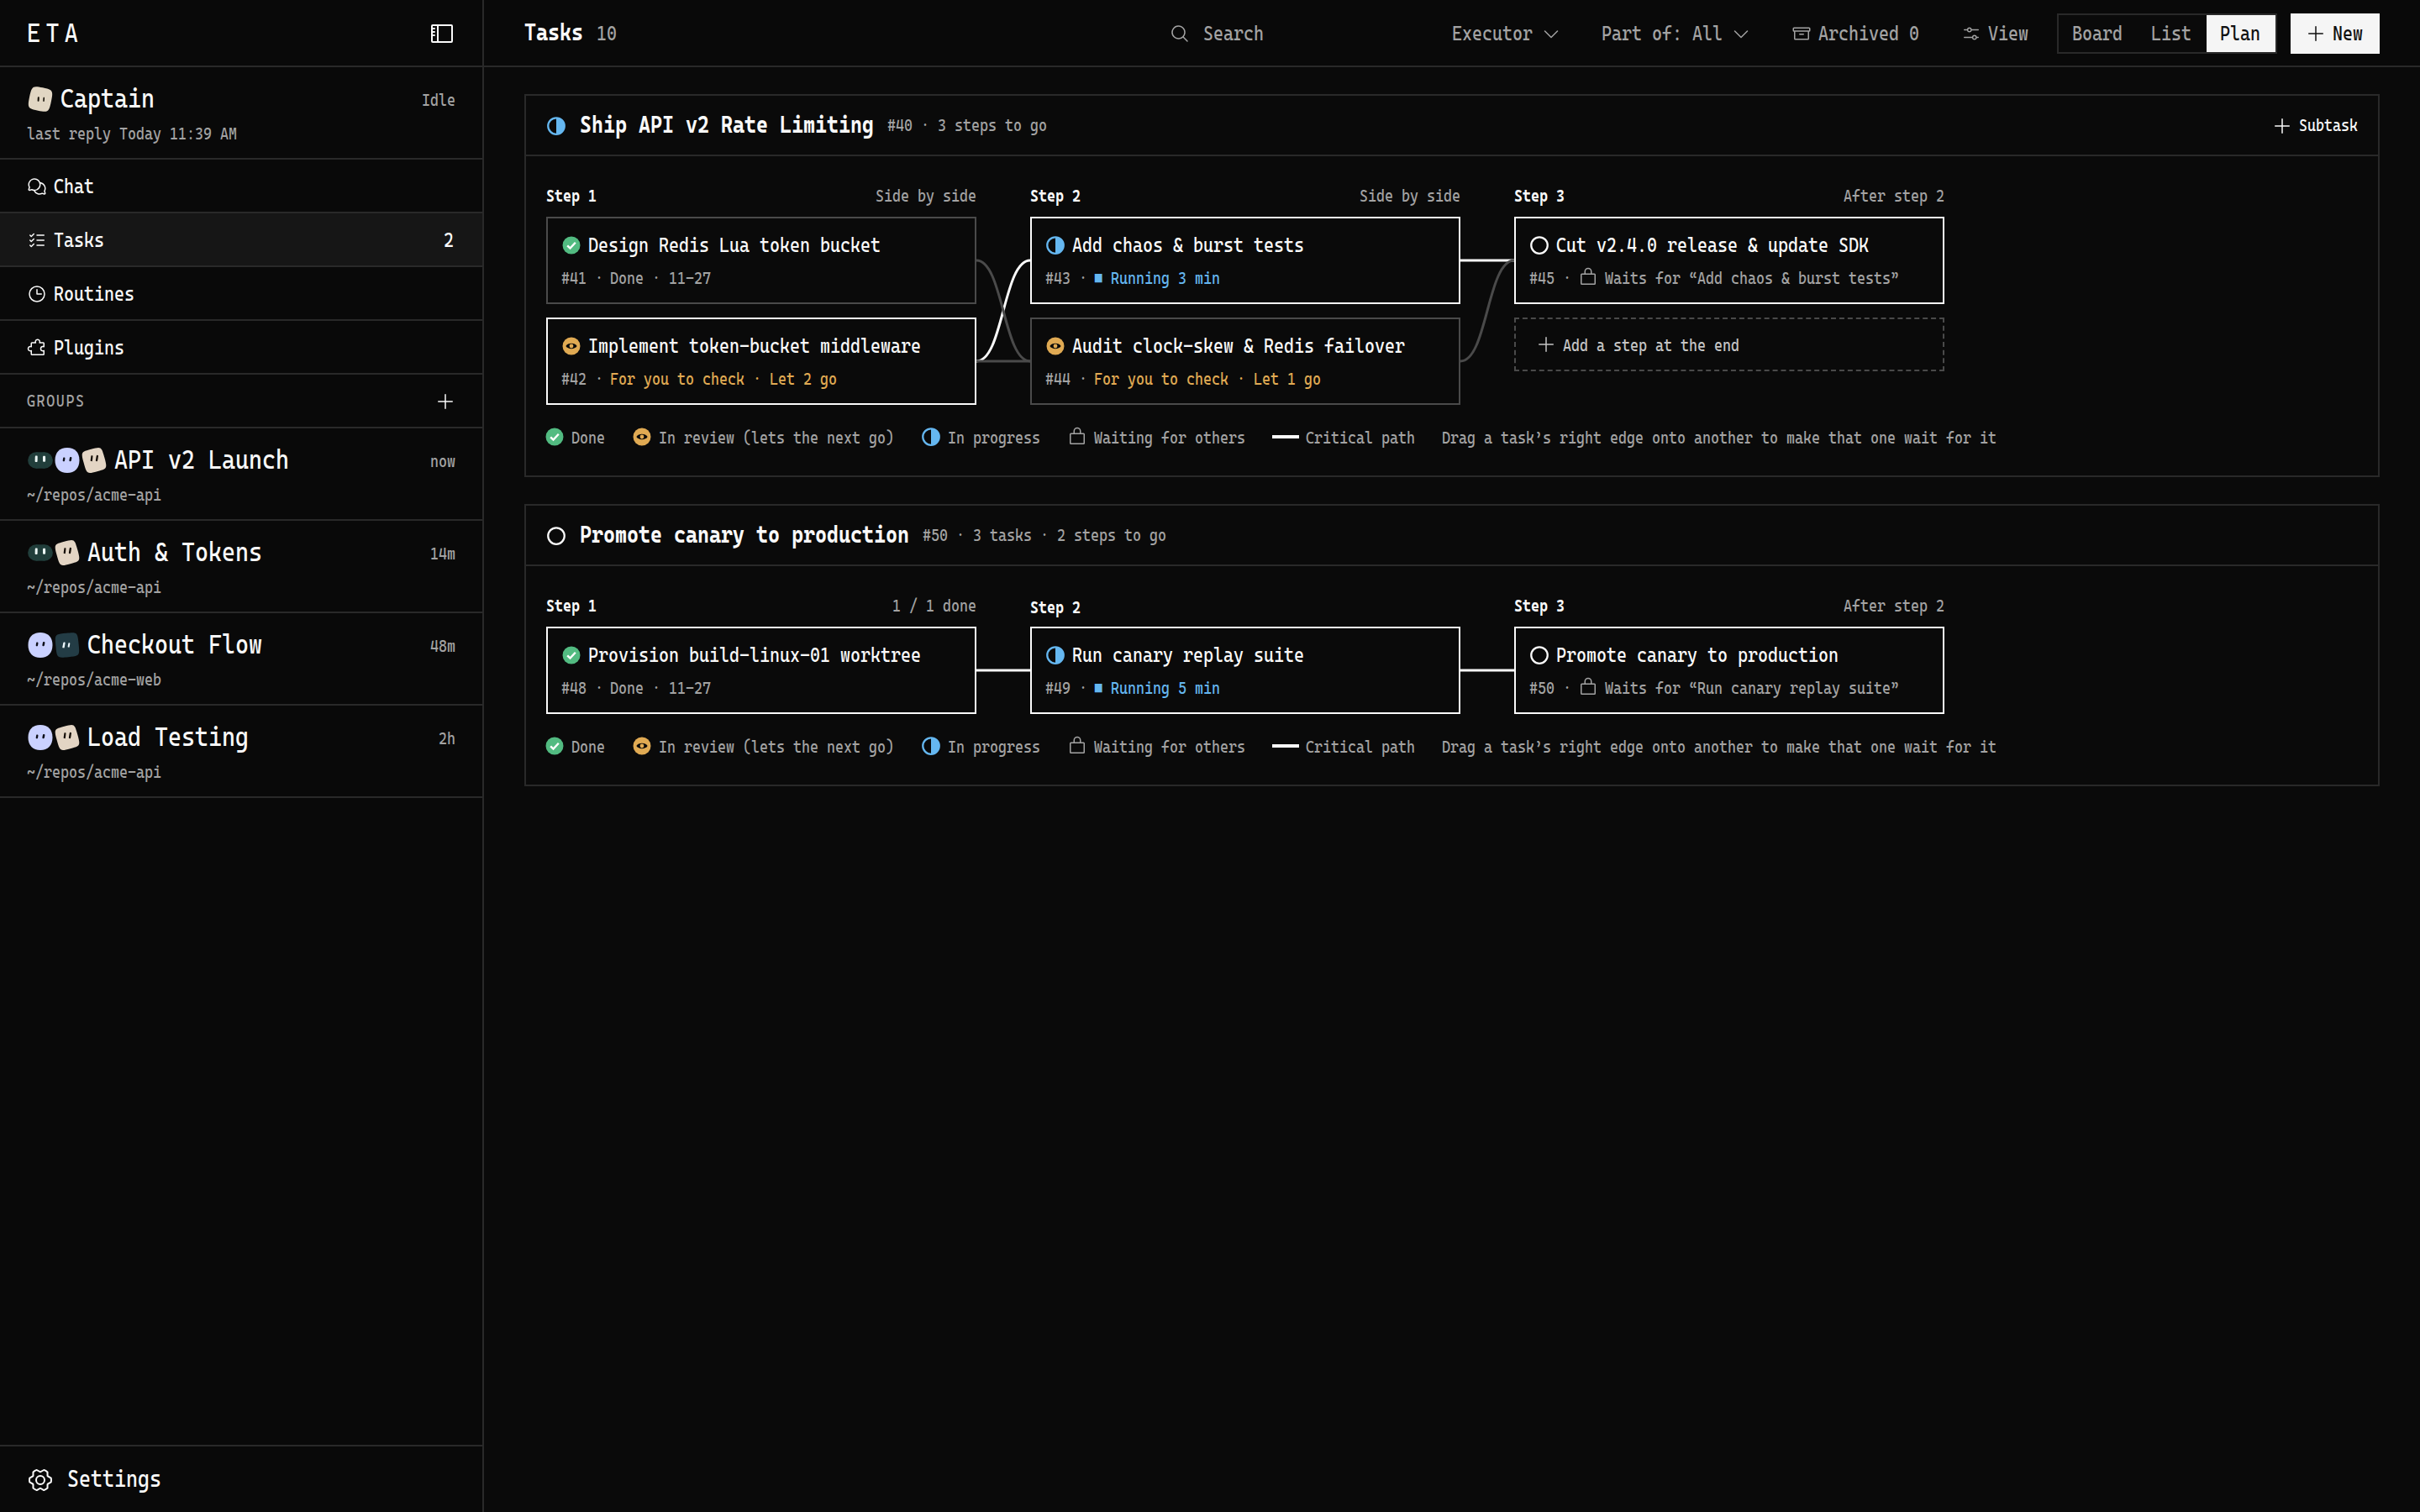 ETA
Tasks 10
Search
Executor
Part of: All
Archived 0
View
Board
List
Plan
New
Captain
Idle
last reply Today 11:39 AM
Chat
Tasks 2
Routines
Plugins
GROUPS
API v2 Launch
now
~/repos/acme-api
Auth & Tokens
14m
~/repos/acme-api
Checkout Flow
48m
~/repos/acme-web
Load Testing
2h
~/repos/acme-api
Settings
Ship API v2 Rate Limiting #40 · 3 steps to go
Subtask
Step 1 Side by side
Design Redis Lua token bucket
#41 · Done · 11-27
Implement token-bucket middleware
#42 · For you to check · Let 2 go
Step 2 Side by side
Add chaos & burst tests
#43 · Running 3 min
Audit clock-skew & Redis failover
#44 · For you to check · Let 1 go
Step 3 After step 2
Cut v2.4.0 release & update SDK
#45 · Waits for “Add chaos & burst tests”
Add a step at the end
Done In review (lets the next go) In progress Waiting for others Critical path Drag a task’s right edge onto another to make that one wait for it
Promote canary to production #50 · 3 tasks · 2 steps to go
Step 1 1 / 1 done
Provision build-linux-01 worktree
#48 · Done · 11-27
Step 2
Run canary replay suite
#49 · Running 5 min
Step 3 After step 2
Promote canary to production
#50 · Waits for “Run canary replay suite”
Done In review (lets the next go) In progress Waiting for others Critical path Drag a task’s right edge onto another to make that one wait for it